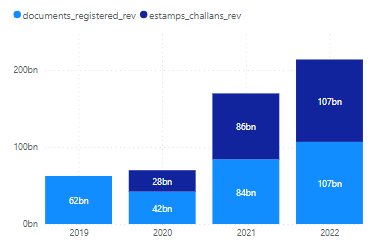 documents_registered_rev estamps_challans_rev
200bn
107bn
86bn
100bn
28bn
107bn
84bn
62bn
42bn
0bn
2019 2020 2021 2022